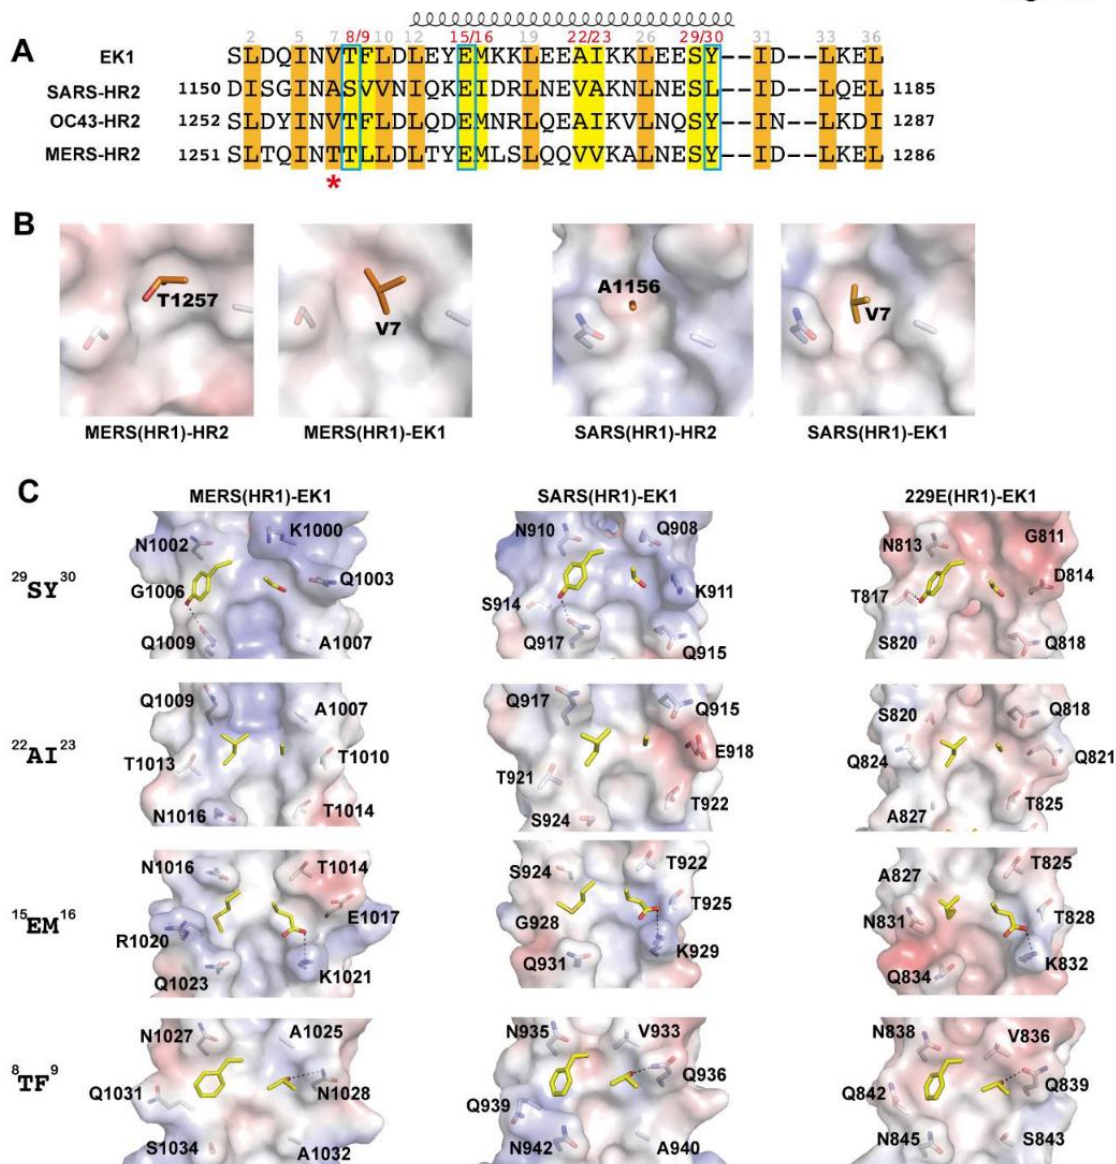 A
2 5 7 8/9 10 12 15/16 19 22/23 26 29/30 31 33 36
EK1 SLDQINVTFLDLEYEMKKLEEAIKKLEESY--ID--LKEL
SARS-HR2 1150 DISGINASVVNIQKEIDRLNEVAKNLNESL--ID--LQEL 1185
OC43-HR2 1252 SLDYINVTFLDLQDEMNRLQEAIKVLNQSY--IN--LKDI 1287
MERS-HR2 1251 SLTQINTTLLDLTYEMLSLQQVVKALNESY--ID--LKEL 1286
*
B
T1257 V7 A1156 V7
MERS(HR1)-HR2 MERS(HR1)-EK1 SARS(HR1)-HR2 SARS(HR1)-EK1
C
MERS(HR1)-EK1 SARS(HR1)-EK1 229E(HR1)-EK1
29SY30
N1002 K1000 G1006 Q1003 Q1009 A1007
N910 Q908 S914 K911 Q917 Q915
N813 G811 T817 D814 S820 Q818
22AI23
Q1009 A1007 T1013 T1010 N1016 T1014
Q917 Q915 T921 E918 S924 T922
S820 Q818 Q824 Q821 A827 T825
15EM16
N1016 T1014 R1020 E1017 Q1023 K1021
S924 T922 G928 T925 Q931 K929
A827 T825 N831 T828 Q834 K832
8TF9
N1027 A1025 Q1031 N1028 S1034 A1032
N935 V933 Q939 Q936 N942 A940
N838 V836 Q842 Q839 N845 S843